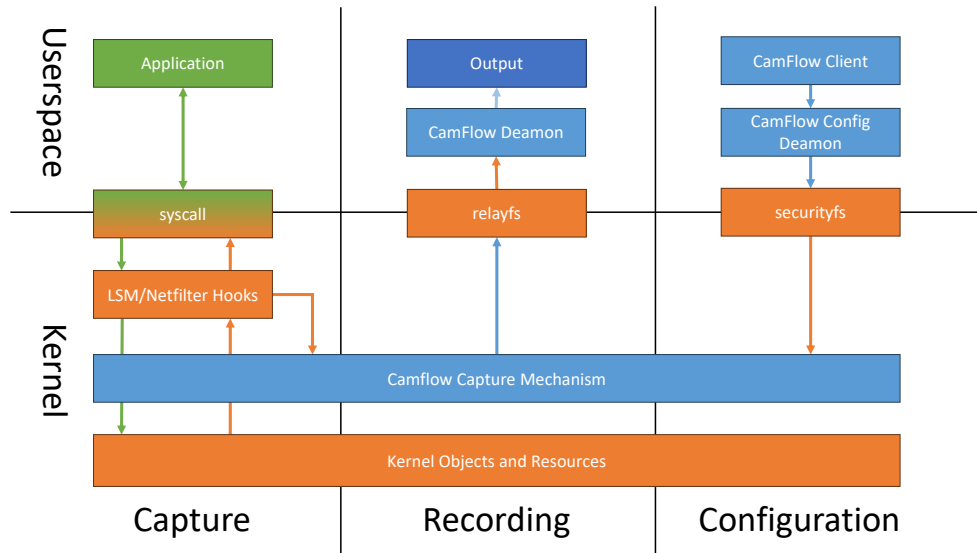 Userspace
Application
Output
CamFlow Client
CamFlow Deamon
CamFlow Config
Deamon
syscall
relayfs
securityfs
Kernel
LSM/Netfilter Hooks
Camflow Capture Mechanism
Kernel Objects and Resources
Capture
Recording
Configuration